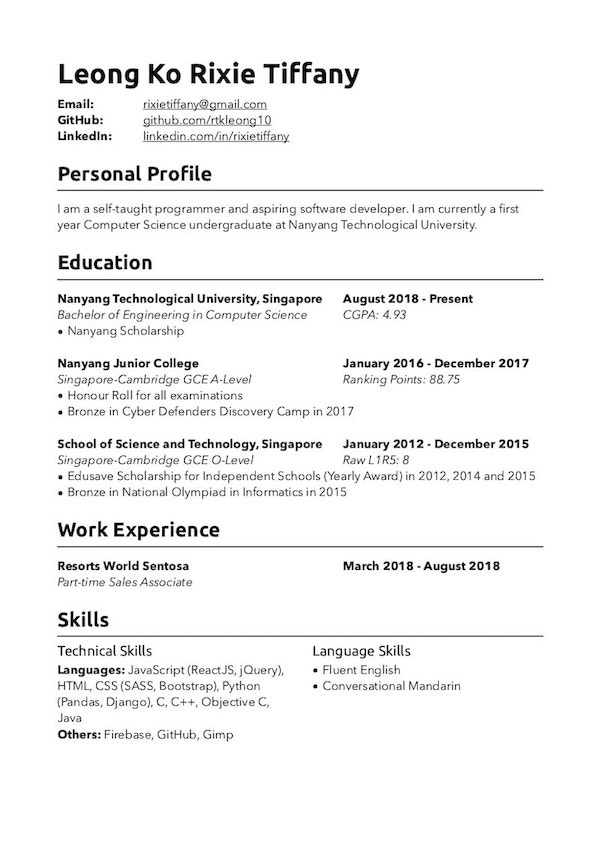 Leong Ko Rixie Tiffany
Email: rixietiffany@gmail.com
GitHub: github.com/rtkleong10
LinkedIn: linkedin.com/in/rixietiffany
Personal Profile
I am a self-taught programmer and aspiring software developer. I am currently a first
year Computer Science undergraduate at Nanyang Technological University.
Education
Nanyang Technological University, Singapore August 2018 - Present
Bachelor of Engineering in Computer Science CGPA: 4.93
• Nanyang Scholarship
Nanyang Junior College January 2016 - December 2017
Singapore-Cambridge GCE A-Level Ranking Points: 88.75
• Honour Roll for all examinations
• Bronze in Cyber Defenders Discovery Camp in 2017
School of Science and Technology, Singapore January 2012 - December 2015
Singapore-Cambridge GCE O-Level Raw L1R5: 8
• Edusave Scholarship for Independent Schools (Yearly Award) in 2012, 2014 and 2015
• Bronze in National Olympiad in Informatics in 2015
Work Experience
Resorts World Sentosa March 2018 - August 2018
Part-time Sales Associate
Skills
Technical Skills
Languages: JavaScript (ReactJS, jQuery),
HTML, CSS (SASS, Bootstrap), Python
(Pandas, Django), C, C++, Objective C,
Java
Others: Firebase, GitHub, Gimp
Language Skills
• Fluent English
• Conversational Mandarin